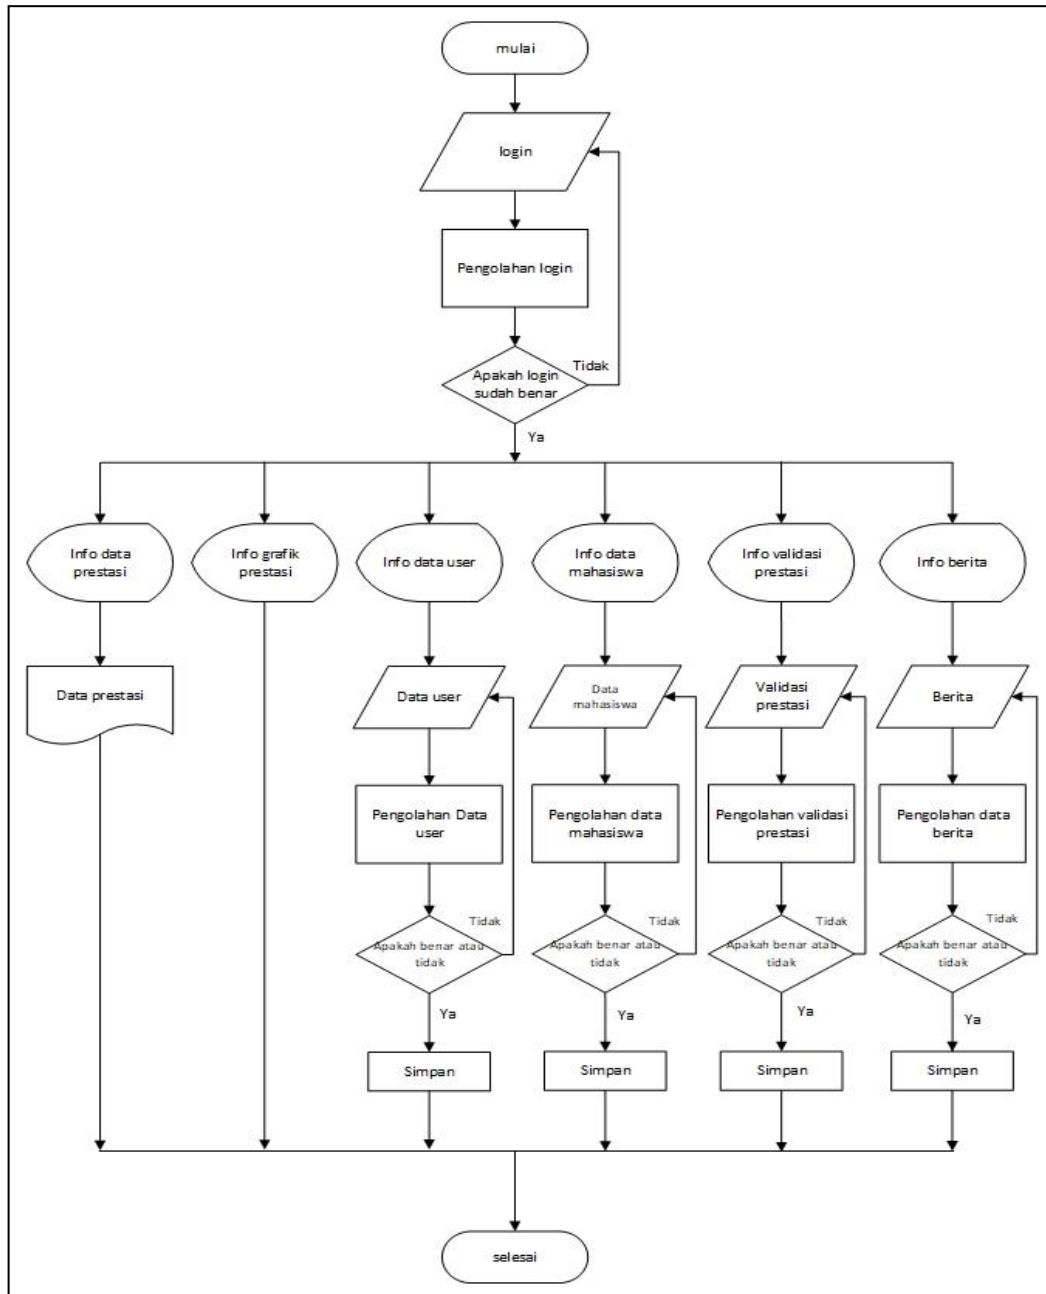 mulai
login
Pengolahan login
Tidak
Apakah login
sudah benar
Ya
Info data
prestasi
Info grafik
prestasi
Info data user
Info data
mahasiswa
Info validasi
prestasi
Info berita
Data prestasi
Data user
Data
mahasiswa
Validasi
prestasi
Berita
Pengolahan Data
user
Pengolahan data
mahasiswa
Pengolahan validasi
prestasi
Pengolahan data
berita
Tidak
Tidak
Tidak
Tidak
Apakah benar atau
tidak
Apakah benar atau
tidak
Apakah benar atau
tidak
Apakah benar atau
tidak
Ya
Ya
Ya
Ya
Simpan
Simpan
Simpan
Simpan
selesai